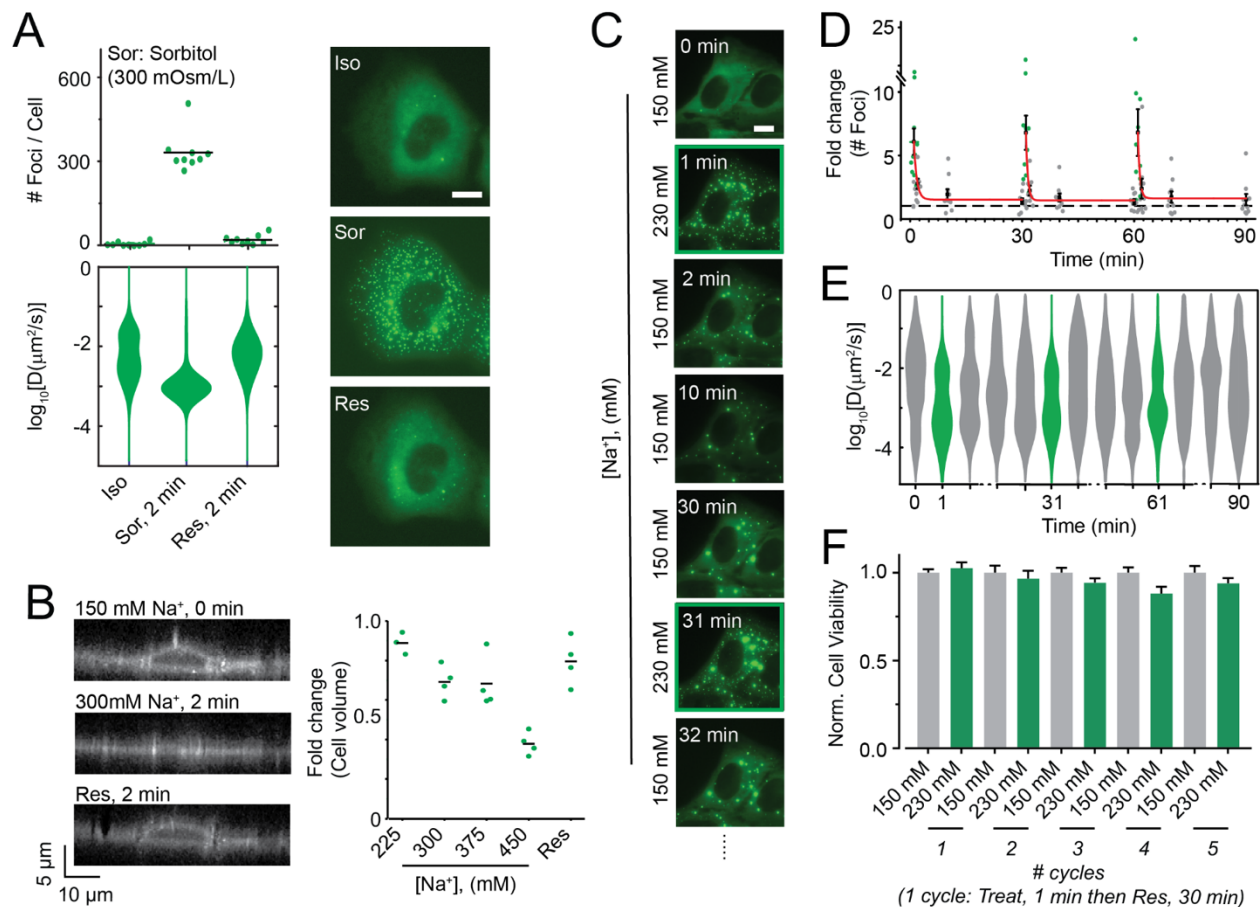 A
Sor: Sorbitol
(300 mOsm/L)
# Foci / Cell
600
300
0
log₁₀[D(μm²/s)]
0
-2
-4
Iso
Sor, 2 min
Res, 2 min
Iso
Sor
Res
B
150 mM Na⁺, 0 min
300mM Na⁺, 2 min
Res, 2 min
5 μm
10 μm
Fold change
(Cell volume)
1.0
0.5
0
225
300
375
450
Res
[Na⁺], (mM)
C
[Na⁺], (mM)
150 mM
0 min
230 mM
1 min
150 mM
2 min
150 mM
10 min
150 mM
30 min
230 mM
31 min
150 mM
32 min
D
Fold change
(# Foci)
25
10
5
0
0
30
60
90
Time (min)
E
log₁₀[D(μm²/s)]
0
-2
-4
0
1
31
61
90
Time (min)
F
Norm. Cell Viability
1.0
0.5
0.0
150 mM
230 mM
150 mM
230 mM
150 mM
230 mM
150 mM
230 mM
150 mM
230 mM
1
2
3
4
5
# cycles
(1 cycle: Treat, 1 min then Res, 30 min)